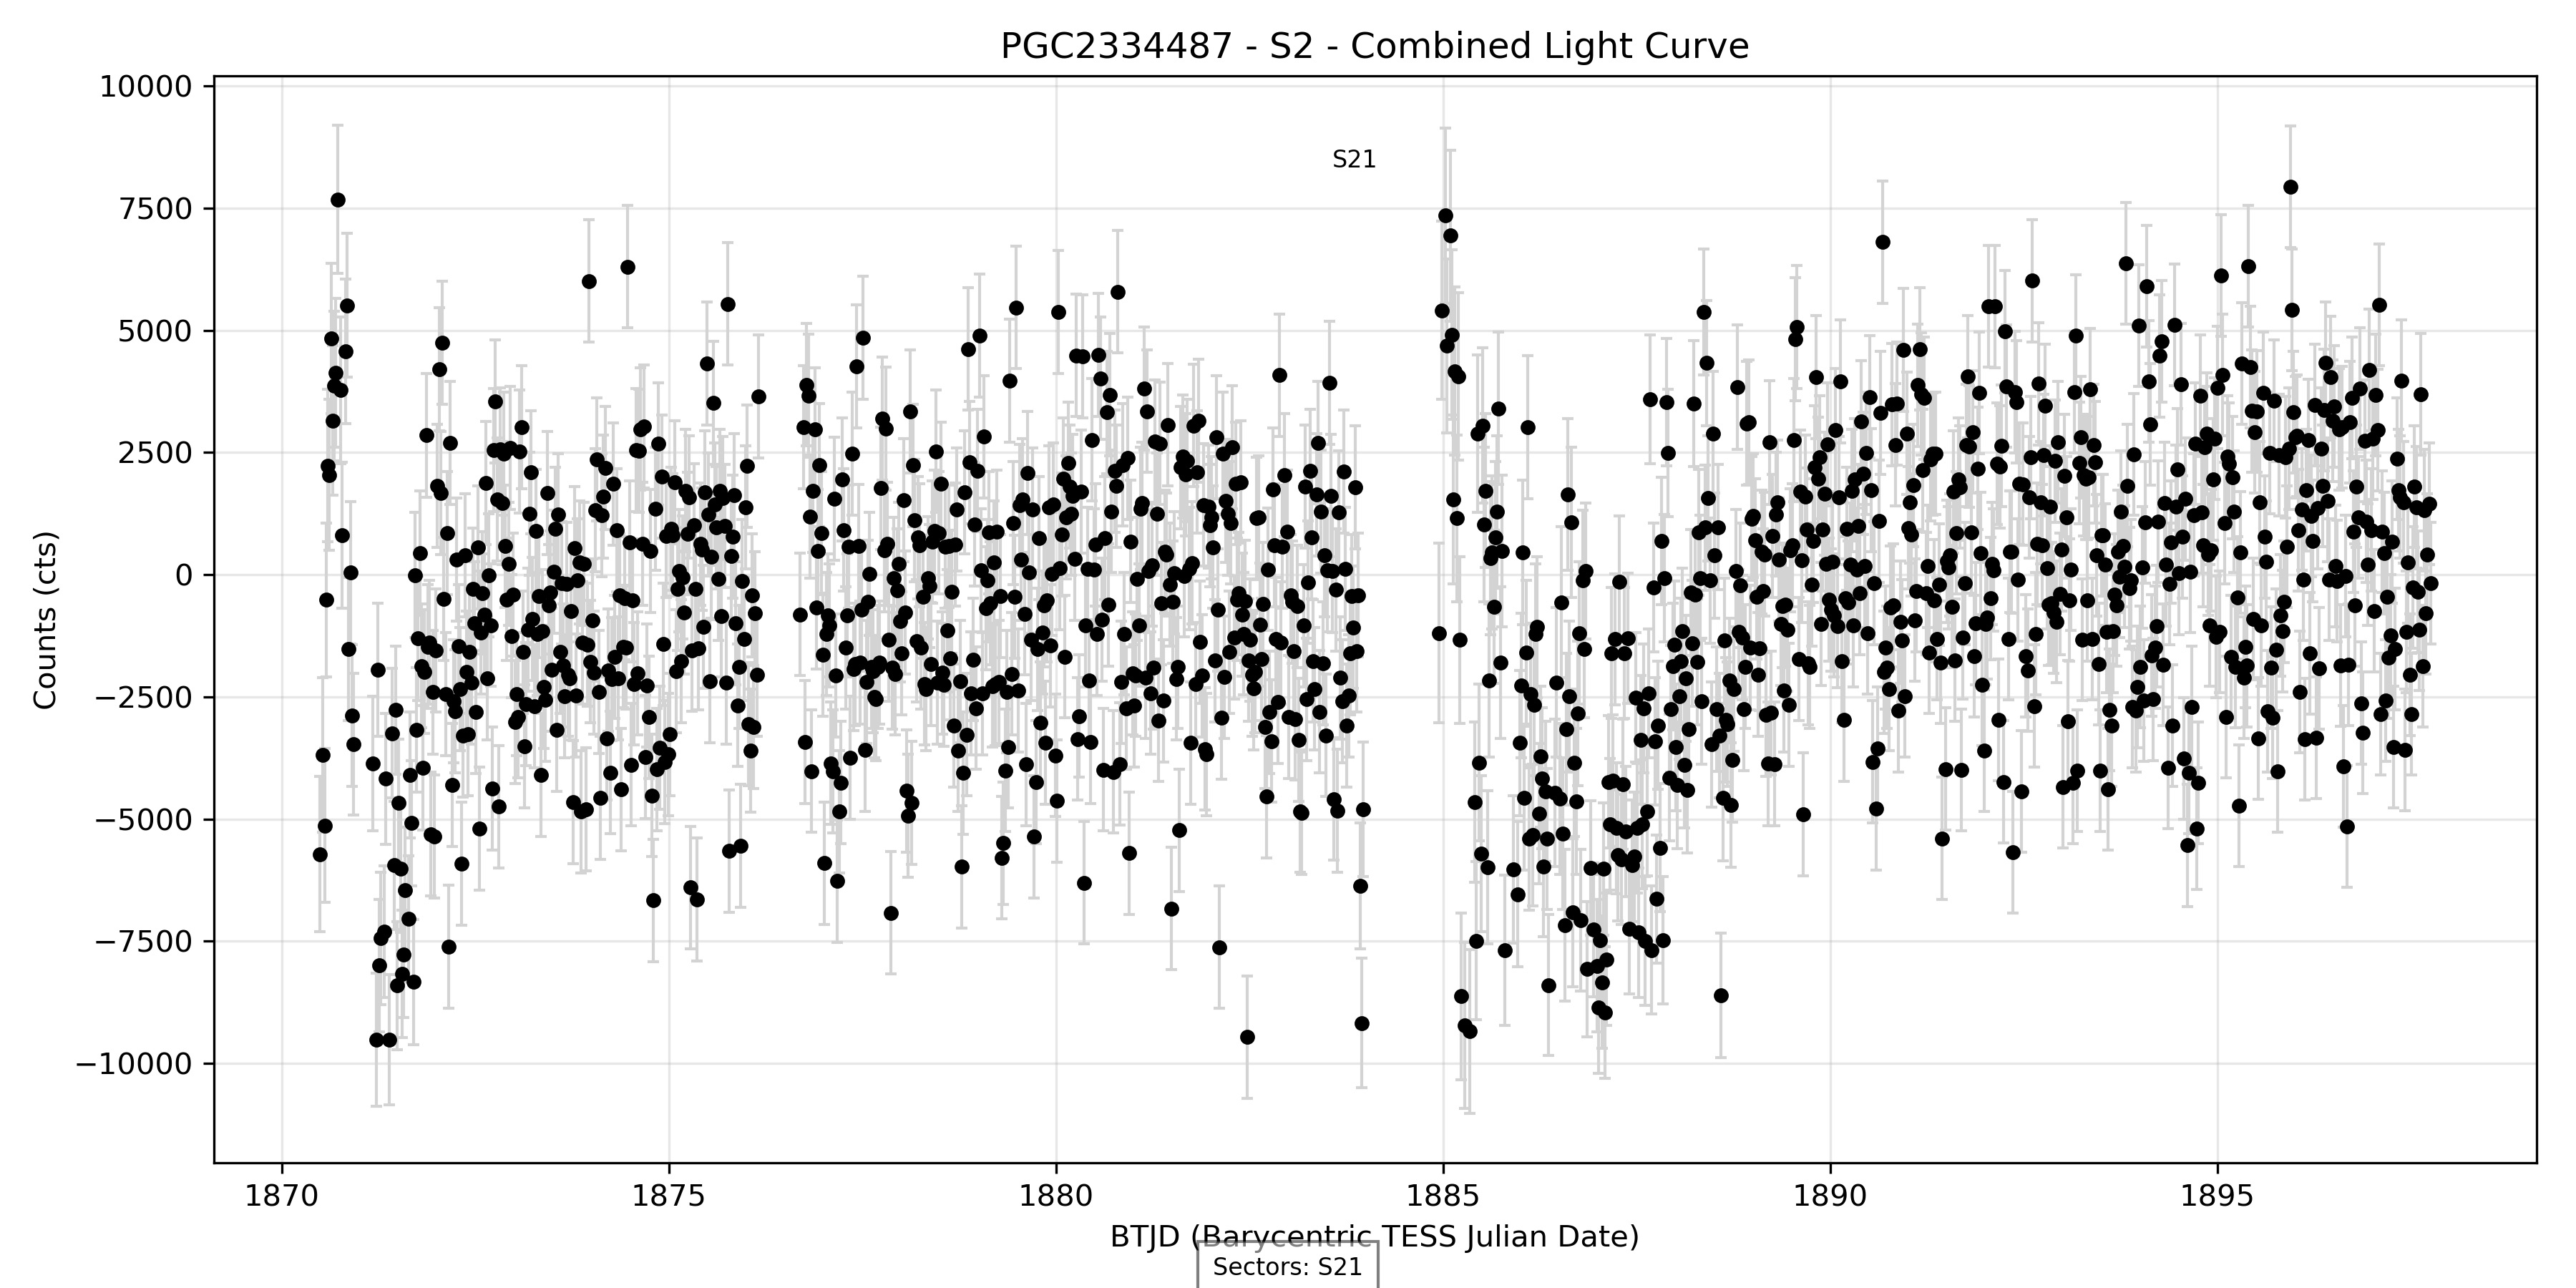 PGC2334487 - S2 - Combined Light Curve
10000
7500
5000
2500
0
−2500
−5000
−7500
−10000
Counts (cts)
S21
1870 1875 1880 1885 1890 1895
BTJD (Barycentric TESS Julian Date)
Sectors: S21